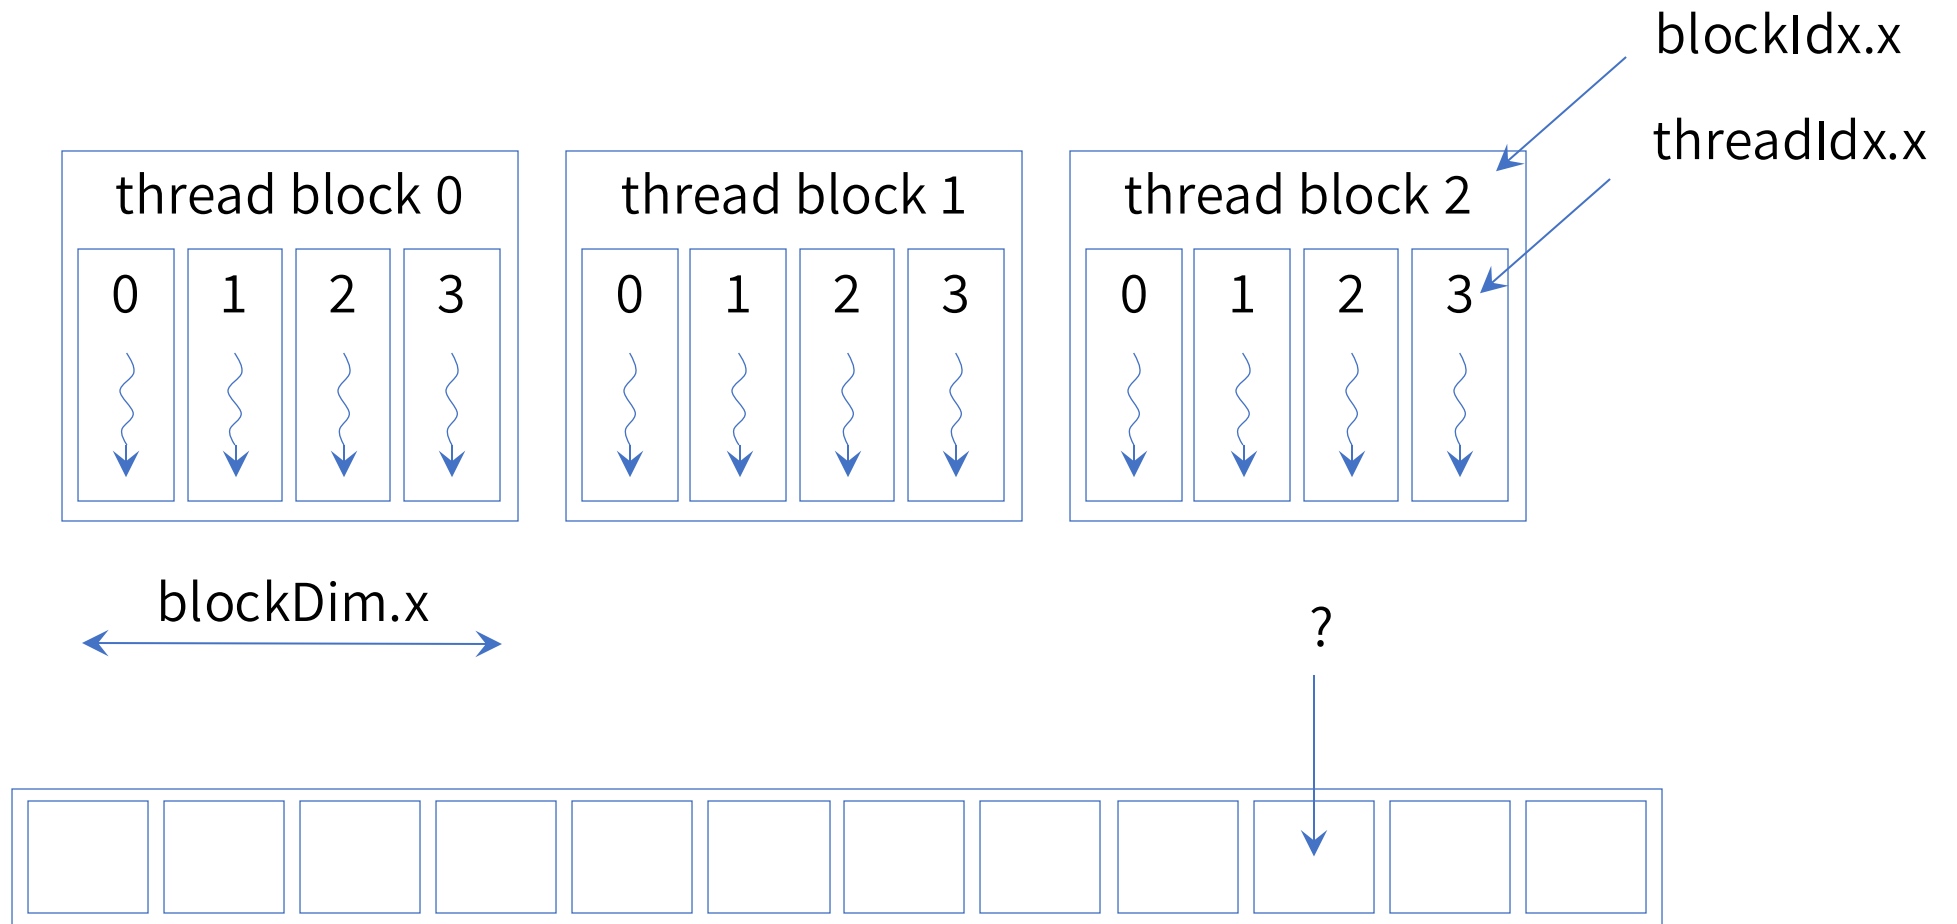 blockIdx.x
threadIdx.x
thread block 0
0 1 2 3
thread block 1
0 1 2 3
thread block 2
0 1 2 3
blockDim.x
?